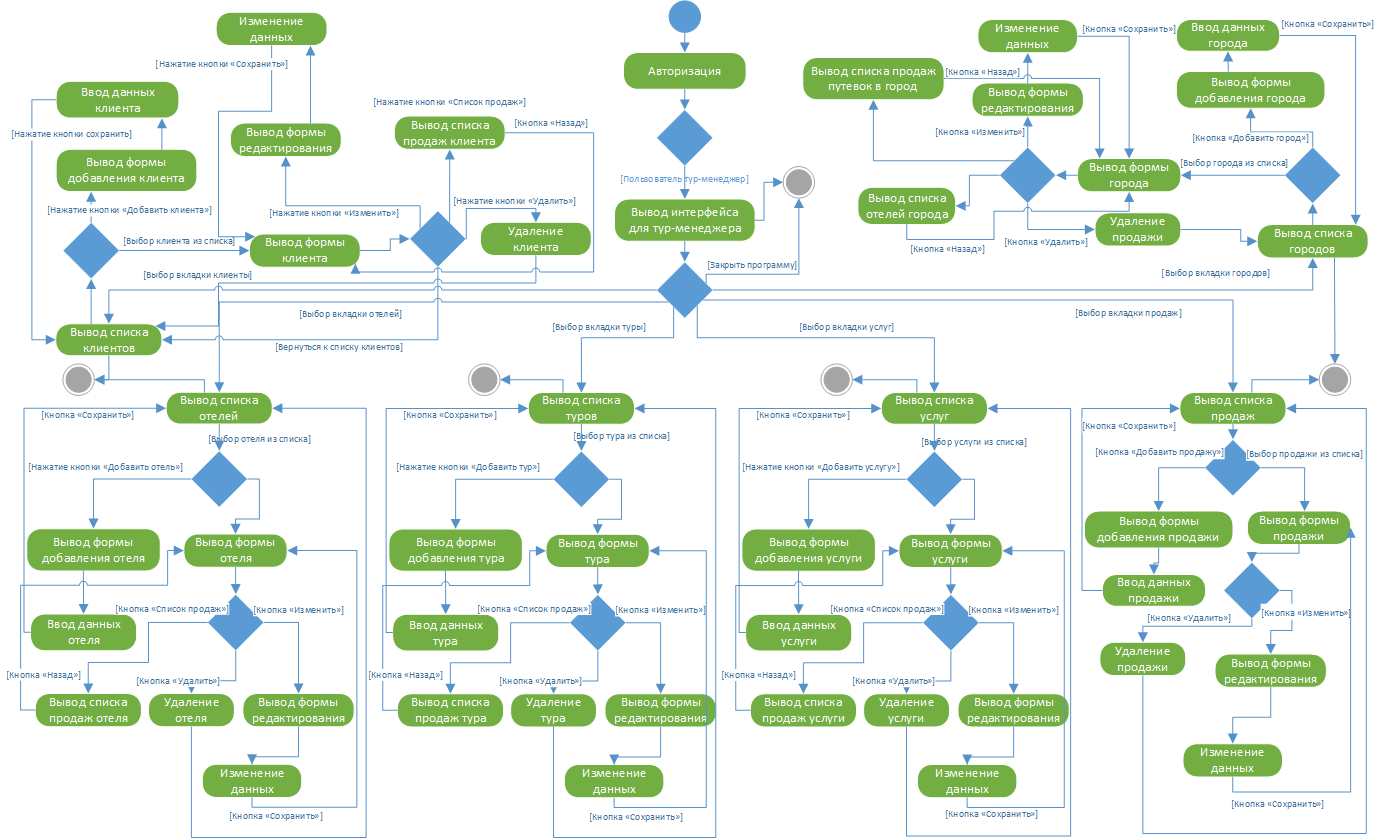 Изменение
данных
[Нажатие кнопки «Сохранить»]
Ввод данных
клиента
[Нажатие кнопки сохранить]
Вывод формы
добавления клиента
[Нажатие кнопки «Добавить клиента»]
Вывод формы
редактирования
[Нажатие кнопки «Список продаж»]
Вывод списка
продаж клиента
[Кнопка «Назад»]
[Нажатие кнопки «Изменить»]
[Нажатие кнопки «Удалить»]
Удаление
клиента
[Выбор клиента из списка]
Вывод формы
клиента
[Выбор вкладки клиенты]
[Выбор вкладки отелей]
Вывод списка
клиентов
[Вернуться к списку клиентов]
Авторизация
[Пользователь тур-менеджер]
Вывод интерфейса
для тур-менеджера
[Закрыть программу]
[Выбор вкладки туры]
[Выбор вкладки услуг]
[Выбор вкладки продаж]
[Выбор вкладки городов]
Изменение
данных
[Кнопка «Сохранить»]
Ввод данных
города
[Кнопка «Сохранить»]
Вывод списка продаж
путевок в город
[Кнопка «Назад»]
Вывод формы
редактирования
Вывод формы
добавления города
[Кнопка «Изменить»]
[Кнопка «Добавить город»]
[Выбор города из списка]
Вывод формы
города
Вывод списка
отелей города
[Кнопка «Назад»]
[Кнопка «Удалить»]
Удаление
продажи
Вывод списка
городов
Вывод списка
отелей
[Кнопка «Сохранить»]
[Выбор отеля из списка]
[Нажатие кнопки «Добавить отель»]
Вывод формы
добавления отеля
Вывод формы
отеля
[Кнопка «Список продаж»]
[Кнопка «Изменить»]
Ввод данных
отеля
[Кнопка «Назад»]
[Кнопка «Удалить»]
Вывод списка
продаж отеля
Удаление
отеля
Вывод формы
редактирования
Изменение
данных
[Кнопка «Сохранить»]
Вывод списка
туров
[Кнопка «Сохранить»]
[Выбор тура из списка]
[Нажатие кнопки «Добавить тур»]
Вывод формы
добавления тура
Вывод формы
тура
[Кнопка «Список продаж»]
[Кнопка «Изменить»]
Ввод данных
тура
[Кнопка «Назад»]
[Кнопка «Удалить»]
Вывод списка
продаж тура
Удаление
тура
Вывод формы
редактирования
Изменение
данных
[Кнопка «Сохранить»]
Вывод списка
услуг
[Кнопка «Сохранить»]
[Выбор услуги из списка]
[Нажатие кнопки «Добавить услугу»]
Вывод формы
добавления услуги
Вывод формы
услуги
[Кнопка «Список продаж»]
[Кнопка «Изменить»]
Ввод данных
услуги
[Кнопка «Назад»]
[Кнопка «Удалить»]
Вывод списка
продаж услуги
Удаление
услуги
Вывод формы
редактирования
Изменение
данных
[Кнопка «Сохранить»]
Вывод списка
продаж
[Кнопка «Сохранить»]
[Кнопка «Добавить продажу»]
[Выбор продажи из списка]
Вывод формы
добавления продажи
Вывод формы
продажи
Ввод данных
продажи
[Кнопка «Удалить»]
[Кнопка «Изменить»]
Удаление
продажи
Вывод формы
редактирования
Изменение
данных
[Кнопка «Сохранить»]